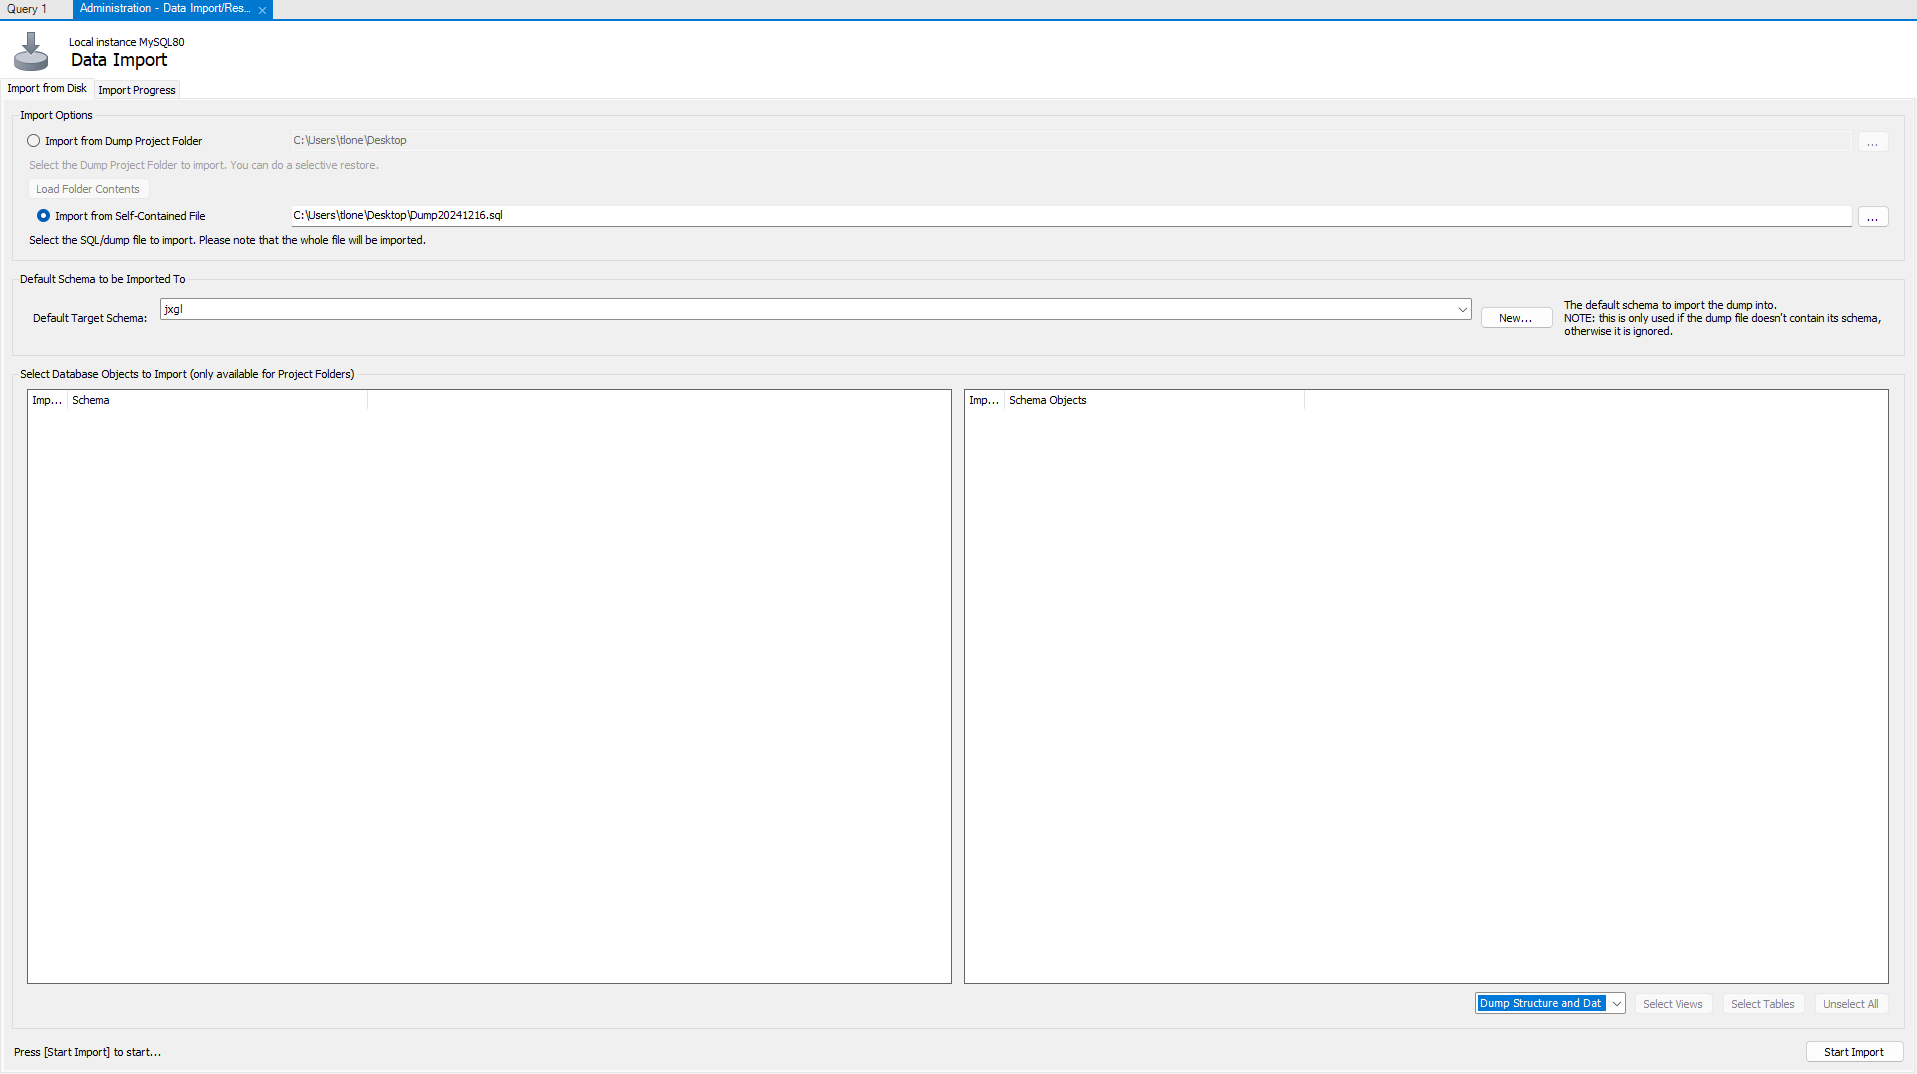 Query 1
Administration - Data Import/Res...
Local instance MySQL80
Data Import
Import from Disk
Import Progress
Import Options
Import from Dump Project Folder
C:\Users\tlone\Desktop
...
Select the Dump Project Folder to import. You can do a selective restore.
Load Folder Contents
Import from Self-Contained File
C:\Users\tlone\Desktop\Dump20241216.sql
...
Select the SQL/dump file to import. Please note that the whole file will be imported.
Default Schema to be Imported To
Default Target Schema:
jxgl
New...
The default schema to import the dump into.
NOTE: this is only used if the dump file doesn't contain its schema,
otherwise it is ignored.
Select Database Objects to Import (only available for Project Folders)
Imp... Schema
Imp... Schema Objects
Dump Structure and Dat
Select Views
Select Tables
Unselect All
Press [Start Import] to start...
Start Import